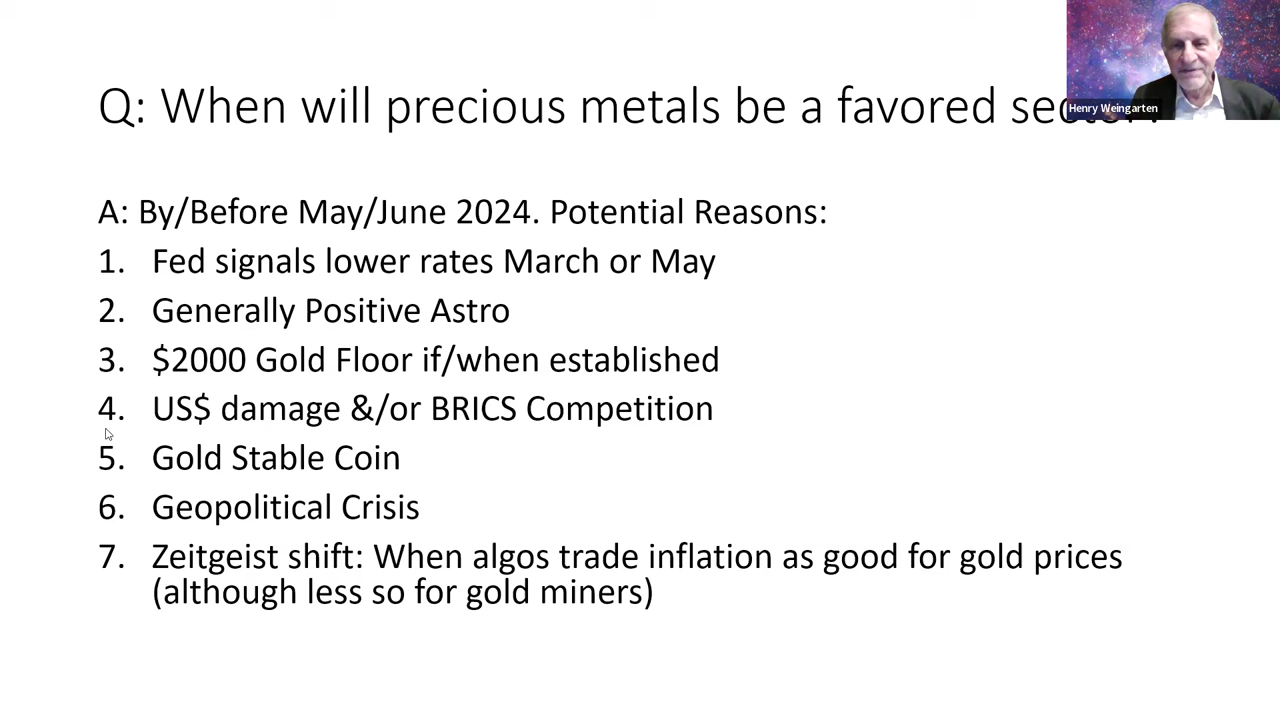 Q: When will precious metals be a favored sector?
Henry Weingarten
A: By/Before May/June 2024. Potential Reasons:
1. Fed signals lower rates March or May
2. Generally Positive Astro
3. $2000 Gold Floor if/when established
4. US$ damage &/or BRICS Competition
5. Gold Stable Coin
6. Geopolitical Crisis
7. Zeitgeist shift: When algos trade inflation as good for gold prices
(although less so for gold miners)